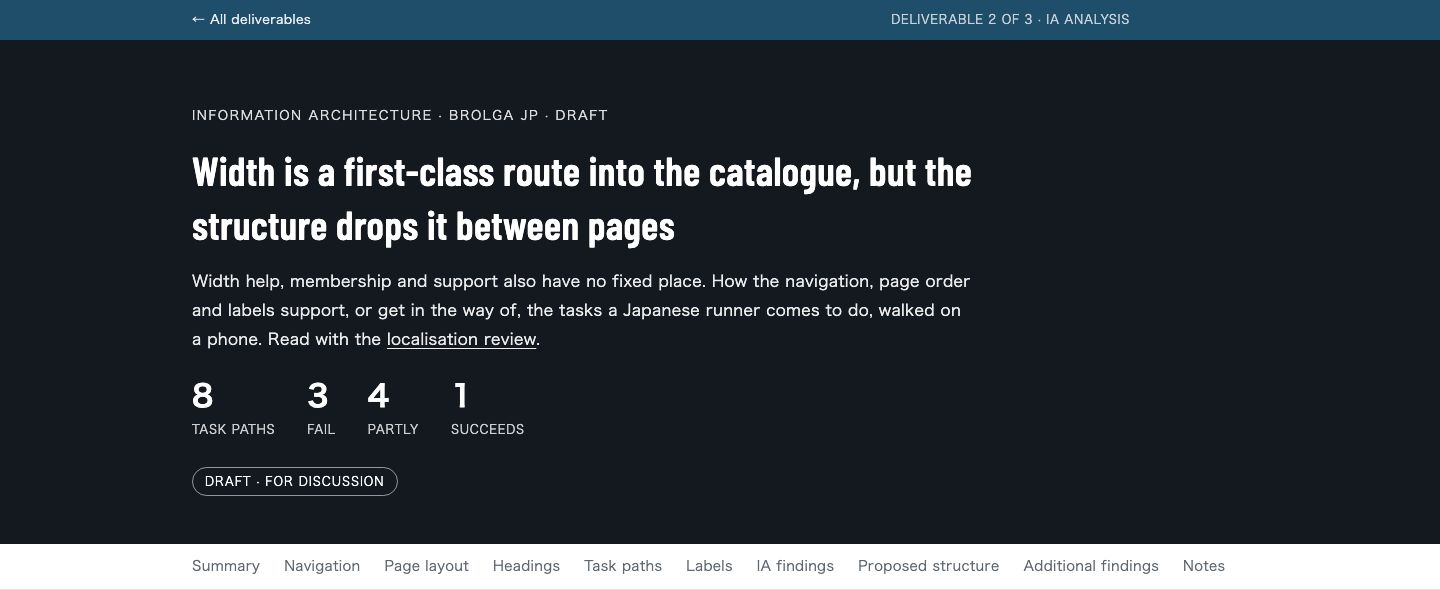 ← All deliverables
DELIVERABLE 2 OF 3 · IA ANALYSIS
INFORMATION ARCHITECTURE · BROLGA JP · DRAFT
Width is a first-class route into the catalogue, but the
structure drops it between pages
Width help, membership and support also have no fixed place. How the navigation, page order
and labels support, or get in the way of, the tasks a Japanese runner comes to do, walked on
a phone. Read with the localisation review.
8 3 4 1
TASK PATHS FAIL PARTLY SUCCEEDS
DRAFT · FOR DISCUSSION
Summary Navigation Page layout Headings Task paths Labels IA findings Proposed structure Additional findings Notes